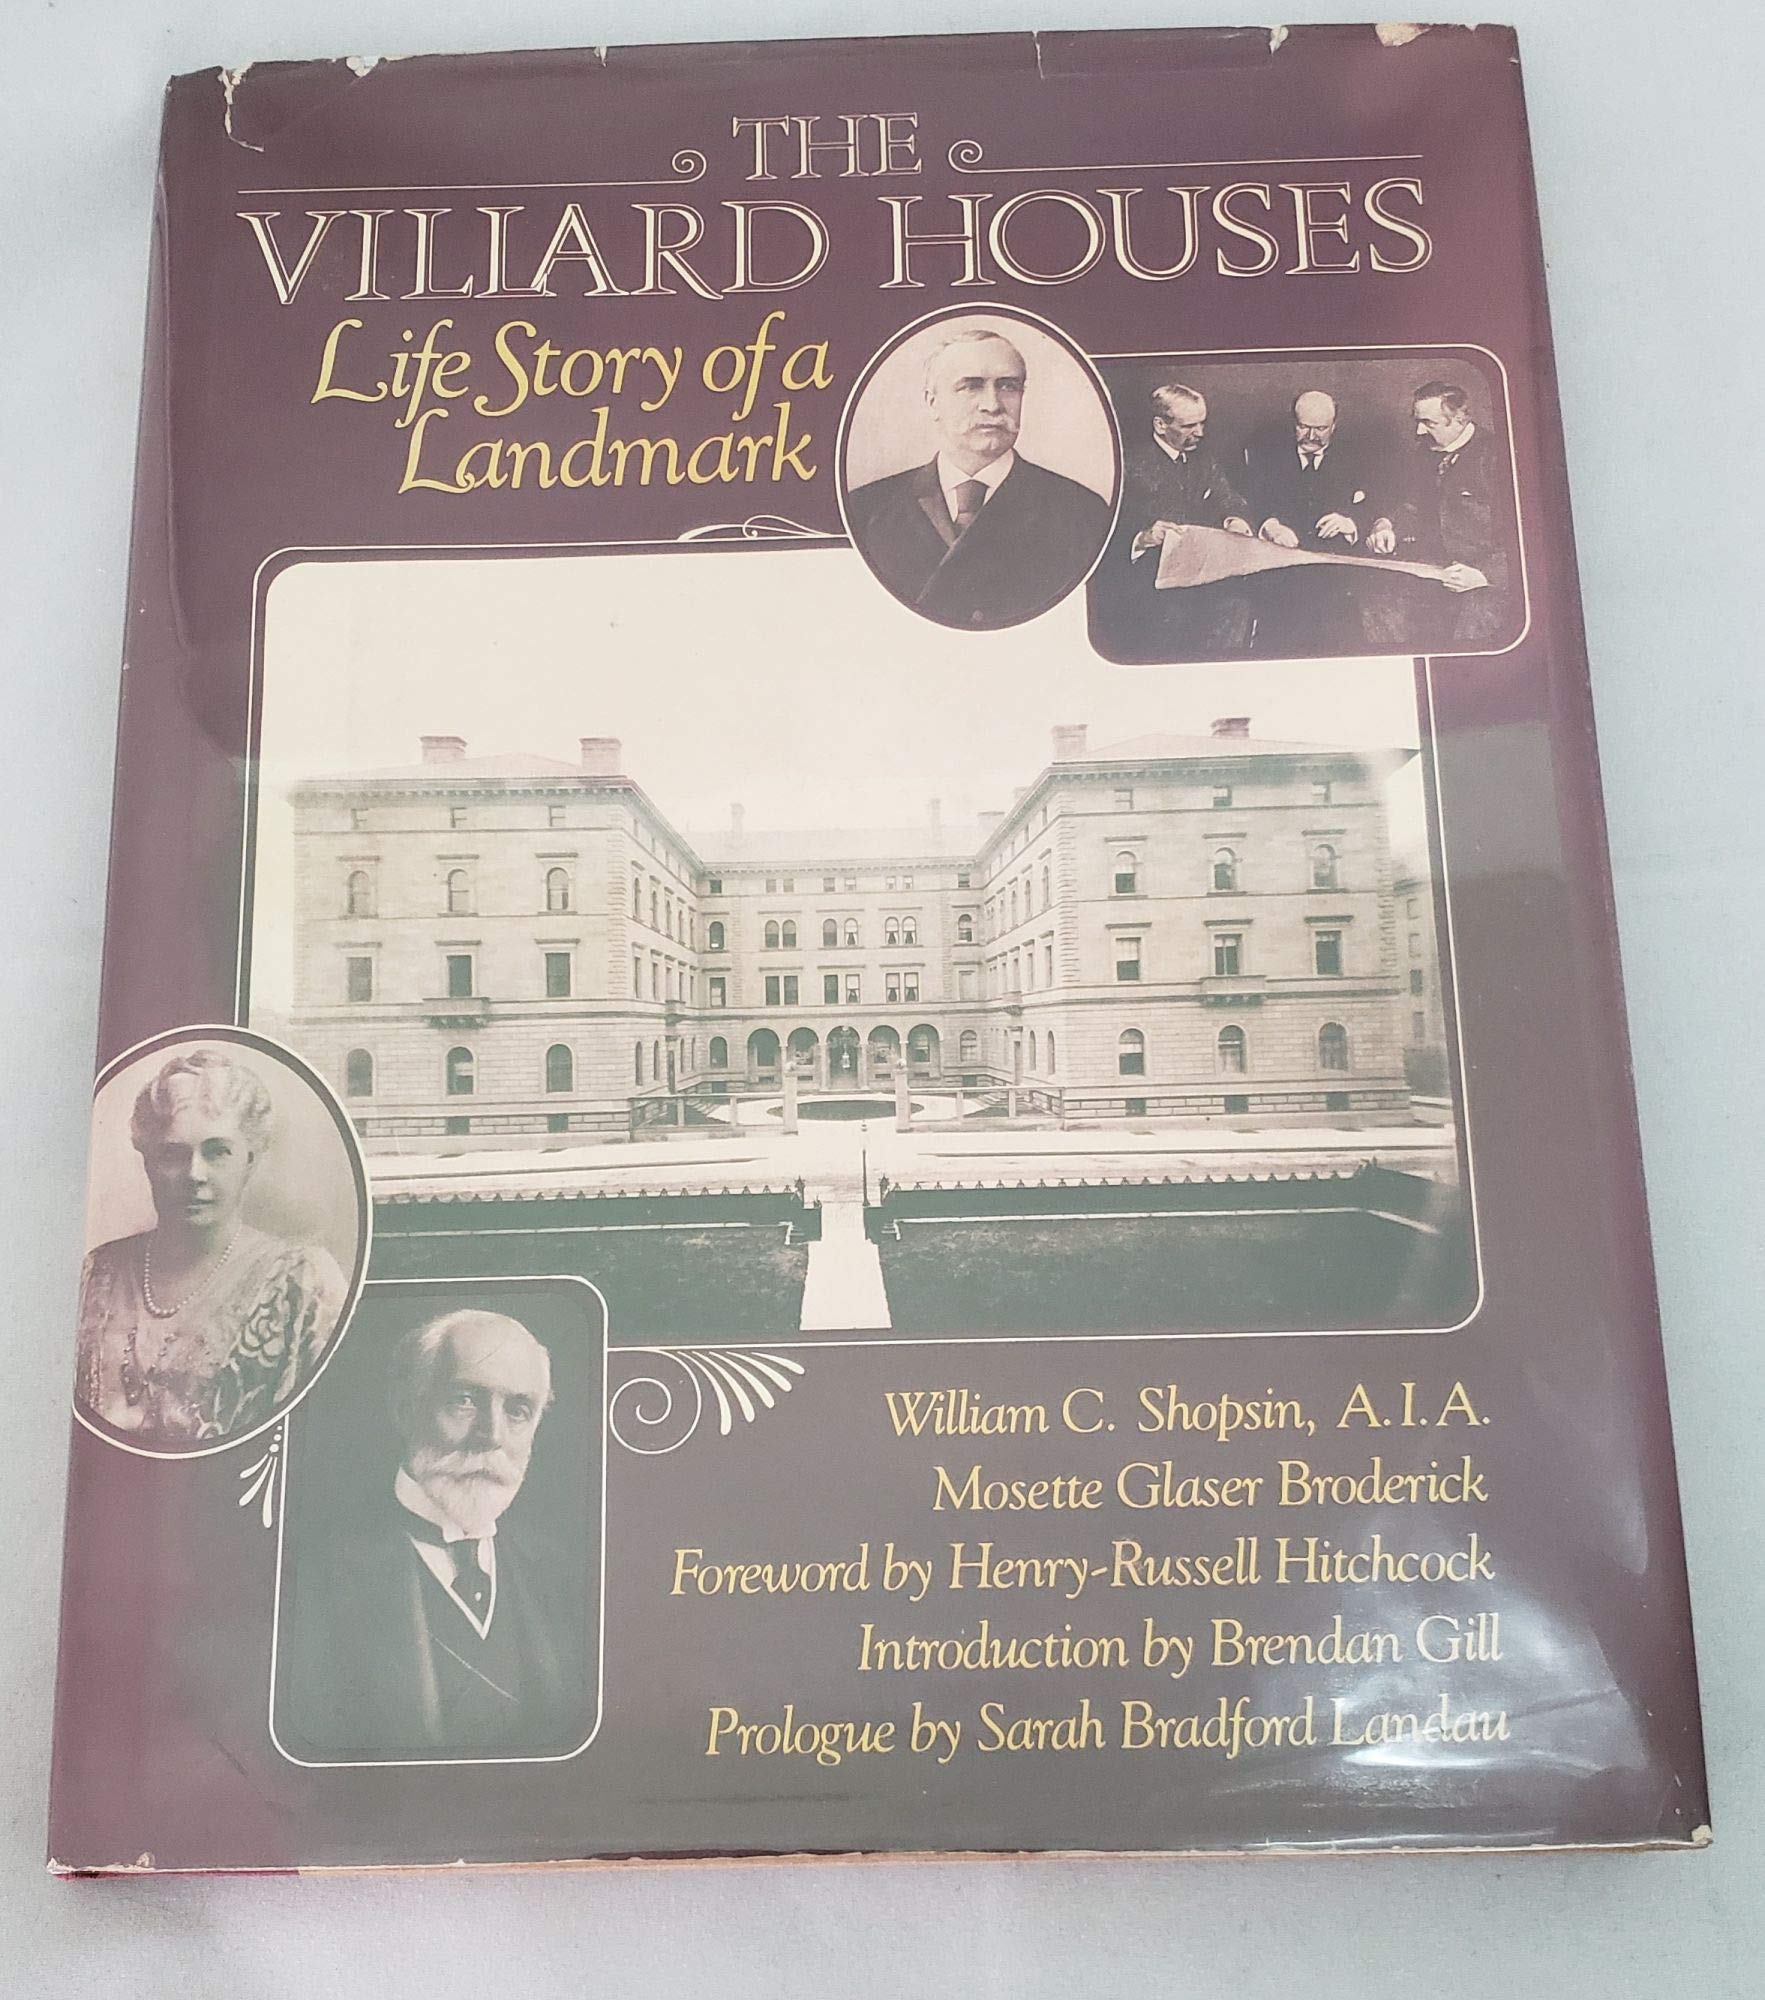 THE
VILLARD HOUSES
Life Story of a
Landmark
William C. Shopsin, A.I.A.
Mosette Glaser Broderick
Foreword by Henry-Russell Hitchcock
Introduction by Brendan Gill
Prologue by Sarah Bradford Landau